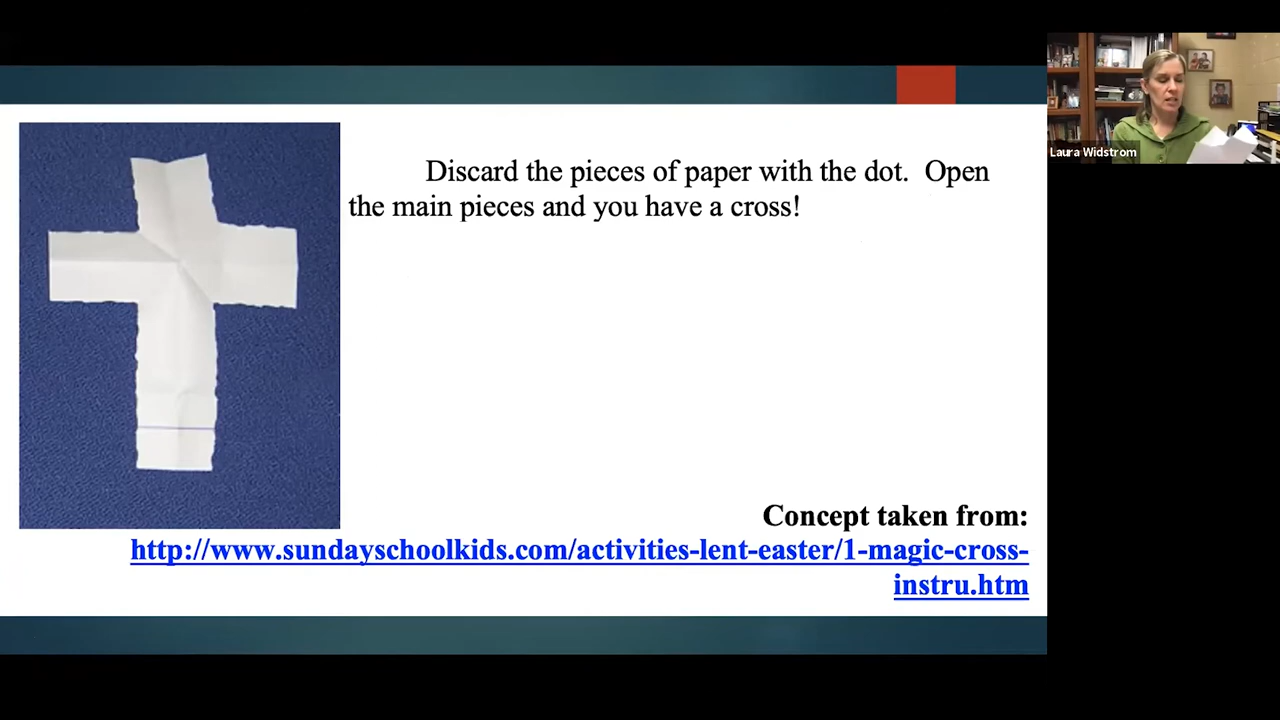 Discard the pieces of paper with the dot.  Open
the main pieces and you have a cross!
Laura Widstrom
Concept taken from:
http://www.sundayschoolkids.com/activities-lent-easter/1-magic-cross-
instru.htm